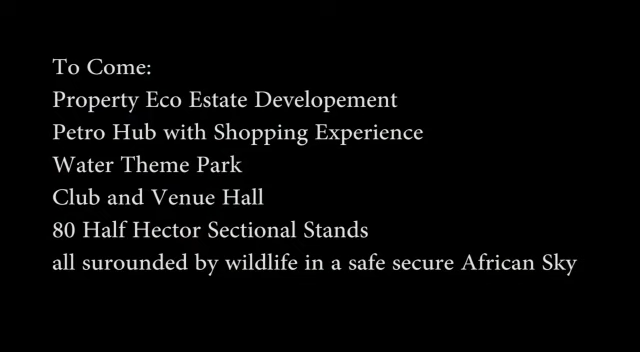 To Come:
Property Eco Estate Developement
Petro Hub with Shopping Experience
Water Theme Park
Club and Venue Hall
80 Half Hector Sectional Stands
all surounded by wildlife in a safe secure African Sky